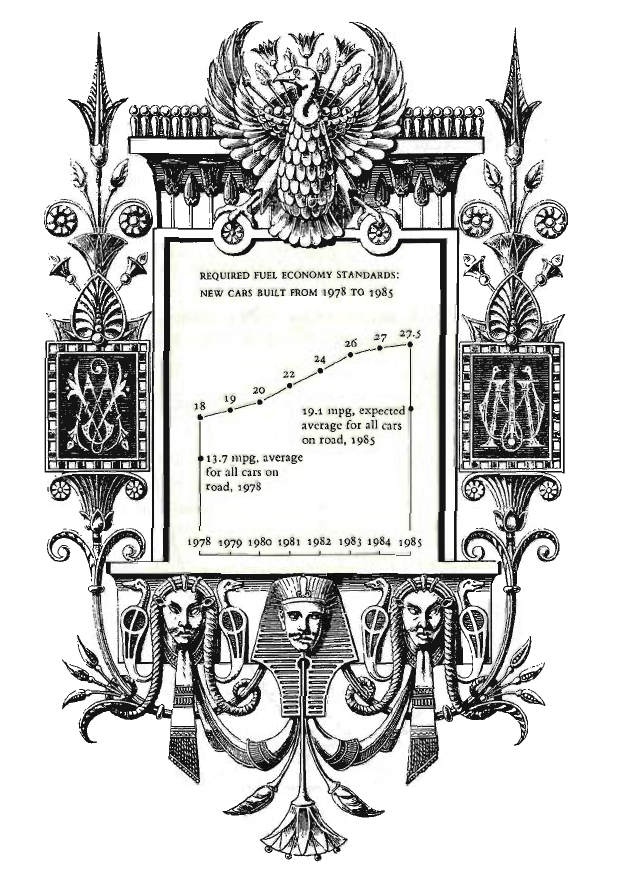 REQUIRED FUEL ECONOMY STANDARDS:
NEW CARS BUILT FROM 1978 TO 1985
18
19
20
22
24
26
27
27.5
19.1 mpg, expected
average for all cars
on road, 1985
13.7 mpg, average
for all cars on
road, 1978
1978 1979 1980 1981 1982 1983 1984 1985